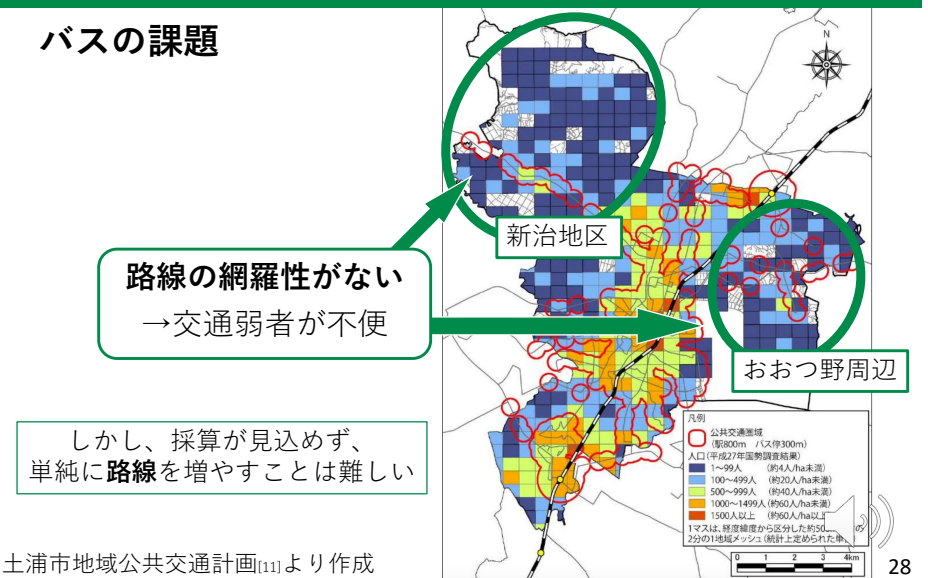 バスの課題
N
新治地区
路線の網羅性がない
→交通弱者が不便
おおつ野周辺
しかし、採算が見込めず、
単純に路線を増やすことは難しい
凡例
公共交通圏域
(駅800m バス停300m)
人口(平成27年国勢調査結果)
1〜99人 (約4人/ha未満)
100〜499人 (約20人/ha未満)
500〜999人 (約40人/ha未満)
1000〜1499人(約60人/ha未満)
1500人以上 (約60人/ha以上
1マスは、経度緯度から区分した約50
2分の1地域メッシュ(統計上定められた単
0 1 2 3 4km
土浦市地域公共交通計画[11]より作成
28